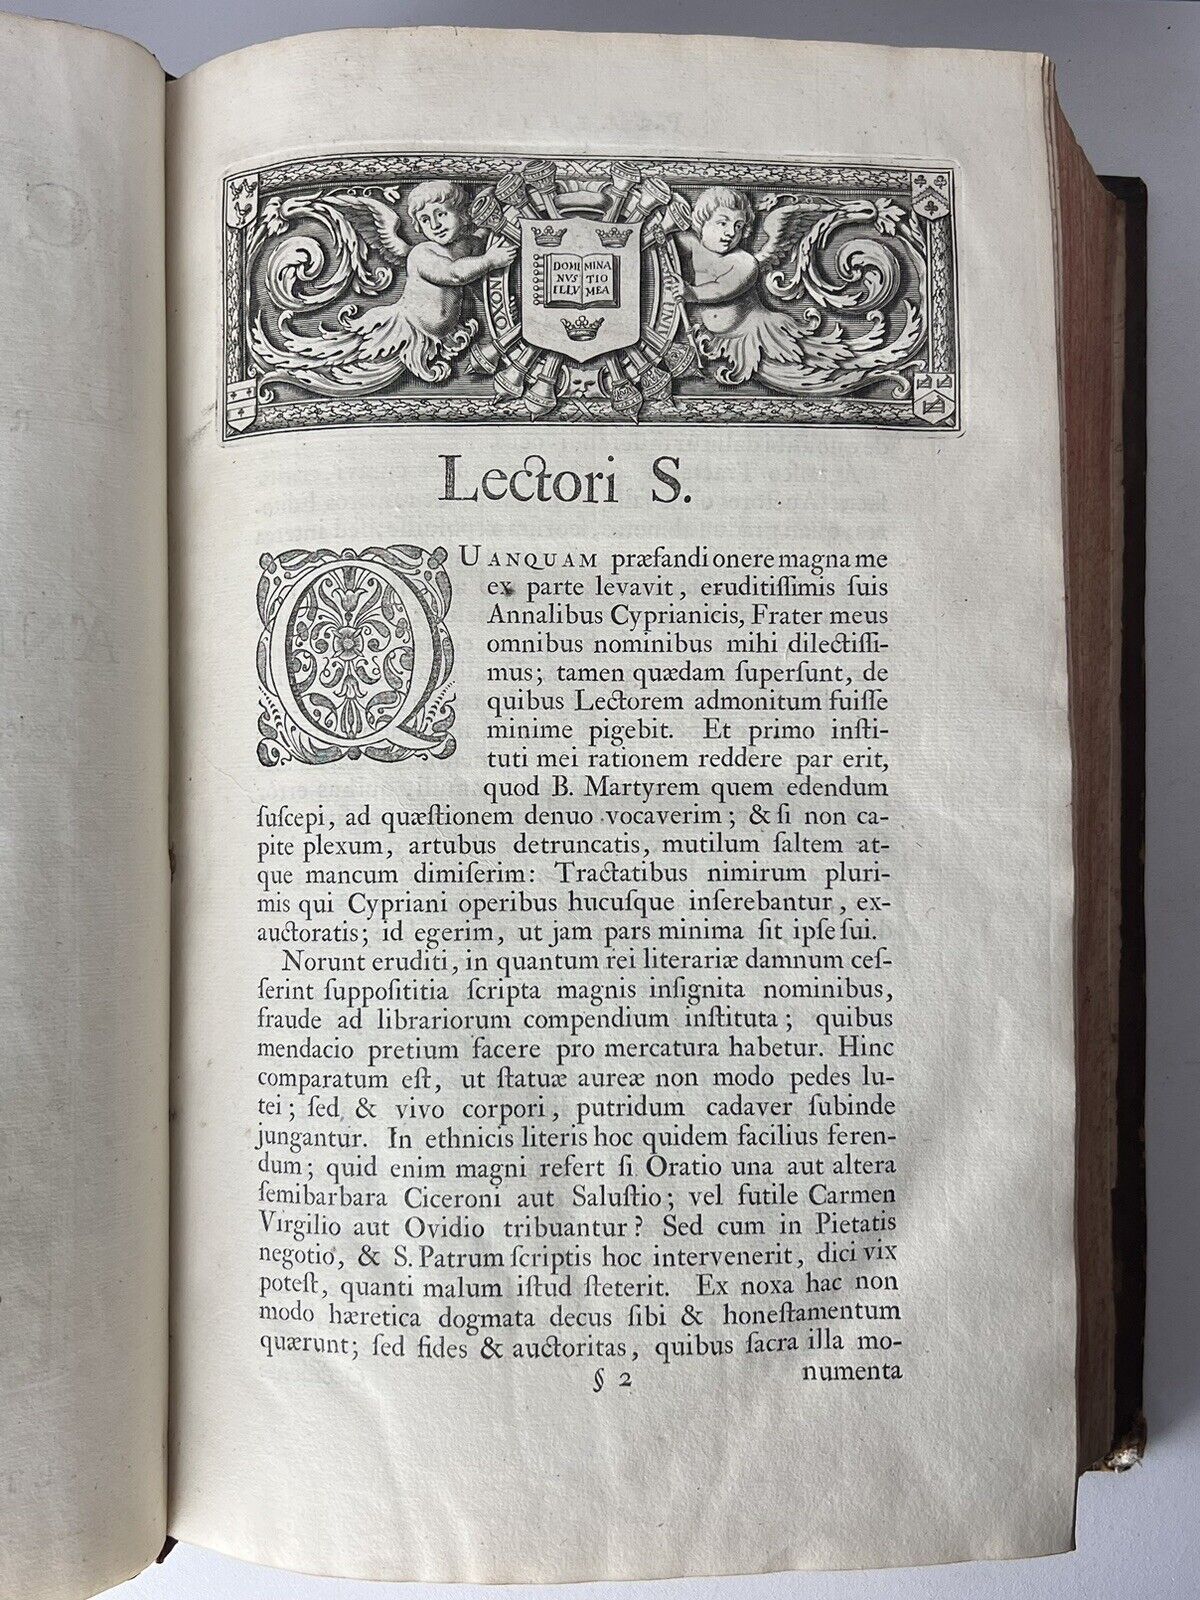 DOMI MINA
NVS TIO
ILLV MEA
OXON
UNI
Lectori S.
QUANQUAM præfandi onere magna me
ex parte levavit, eruditiſſimis ſuis
Annalibus Cyprianicis, Frater meus
omnibus nominibus mihi dilectiſſi-
mus; tamen quædam ſuperſunt, de
quibus Lectorem admonitum fuiſſe
minime pigebit. Et primo inſti-
tuti mei rationem reddere par erit,
quod B. Martyrem quem edendum
ſuſcepi, ad quæſtionem denuo vocaverim; & ſi non ca-
pite plexum, artubus detruncatis, mutilum ſaltem at-
que mancum dimiſerim: Tractatibus nimirum pluri-
mis qui Cypriani operibus hucuſque inſerebantur, ex-
auctoratis; id egerim, ut jam pars minima ſit ipſe ſui.
Norunt eruditi, in quantum rei literariæ damnum ceſ-
ſerint ſuppoſititia ſcripta magnis inſignita nominibus,
fraude ad librariorum compendium inſtituta; quibus
mendacio pretium facere pro mercatura habetur. Hinc
comparatum eſt, ut ſtatuæ aureæ non modo pedes lu-
tei; ſed & vivo corpori, putridum cadaver ſubinde
jungantur. In ethnicis literis hoc quidem facilius feren-
dum; quid enim magni refert ſi Oratio una aut altera
ſemibarbara Ciceroni aut Saluſtio; vel futile Carmen
Virgilio aut Ovidio tribuantur? Sed cum in Pietatis
negotio, & S. Patrum ſcriptis hoc intervenerit, dici vix
poteſt, quanti malum iſtud ſteterit. Ex noxa hac non
modo hæretica dogmata decus ſibi & honeſtamentum
quærunt; ſed fides & auctoritas, quibus ſacra illa mo-
§ 2 numenta